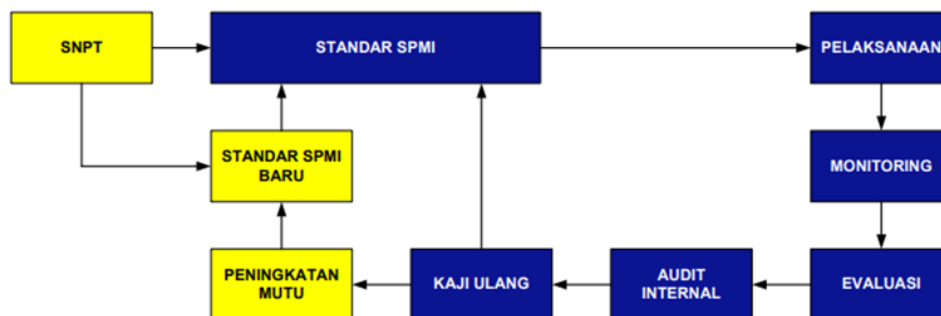 SNPT
STANDAR SPMI
PELAKSANAAN
STANDAR SPMI
BARU
MONITORING
PENINGKATAN
MUTU
KAJI ULANG
AUDIT
INTERNAL
EVALUASI